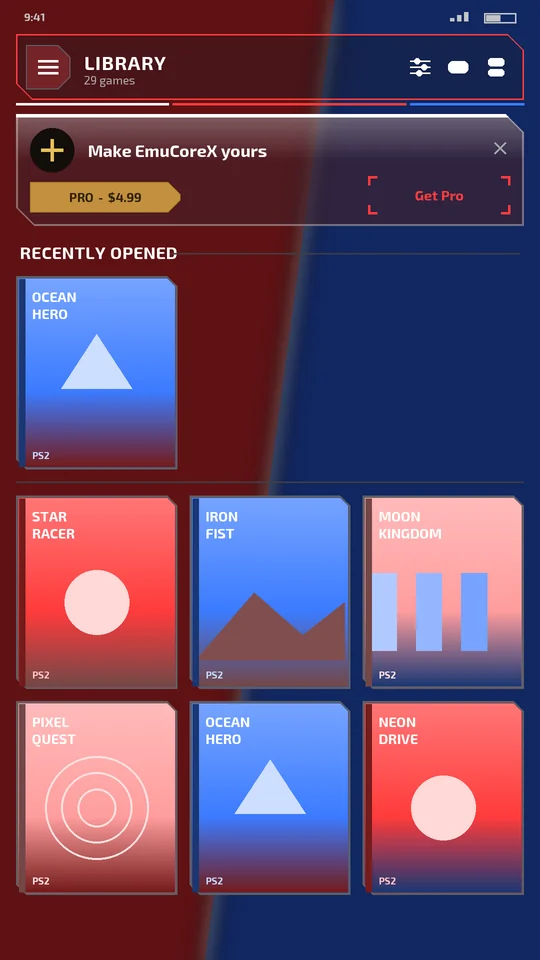 9:41
LIBRARY
29 games
Make EmuCoreX yours
PRO - $4.99
Get Pro
RECENTLY OPENED
OCEAN
HERO
PS2
STAR
RACER
PS2
IRON
FIST
PS2
MOON
KINGDOM
PS2
PIXEL
QUEST
PS2
OCEAN
HERO
PS2
NEON
DRIVE
PS2